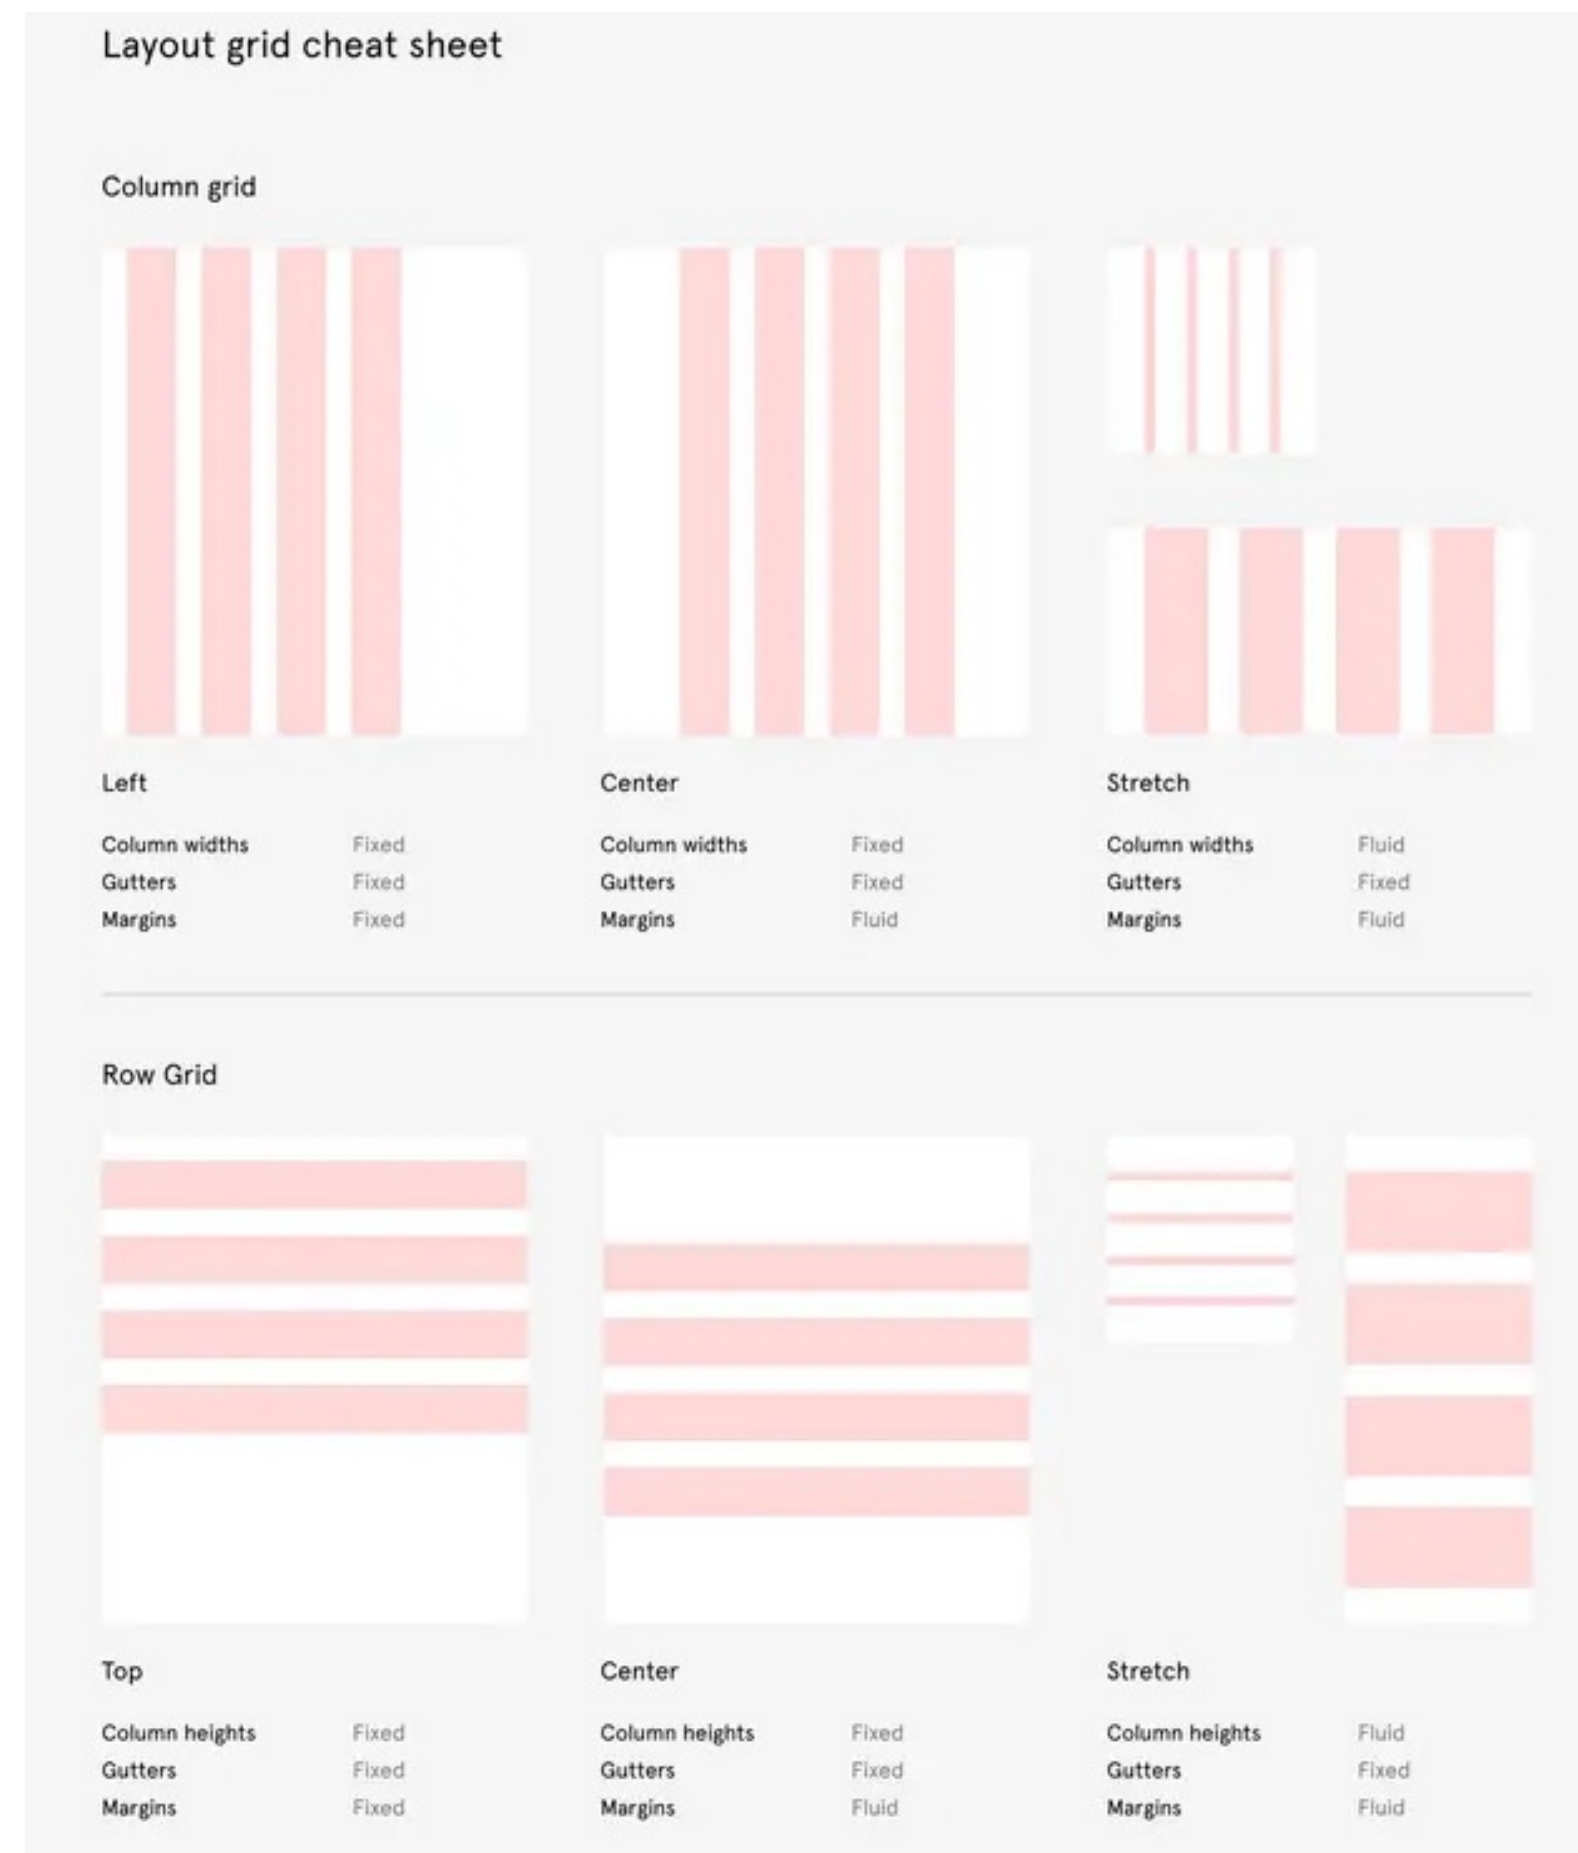 Layout grid cheat sheet
Column grid
Left
Column widths Fixed
Gutters Fixed
Margins Fixed
Center
Column widths Fixed
Gutters Fixed
Margins Fluid
Stretch
Column widths Fluid
Gutters Fixed
Margins Fluid
Row Grid
Top
Column heights Fixed
Gutters Fixed
Margins Fixed
Center
Column heights Fixed
Gutters Fixed
Margins Fluid
Stretch
Column heights Fluid
Gutters Fixed
Margins Fluid